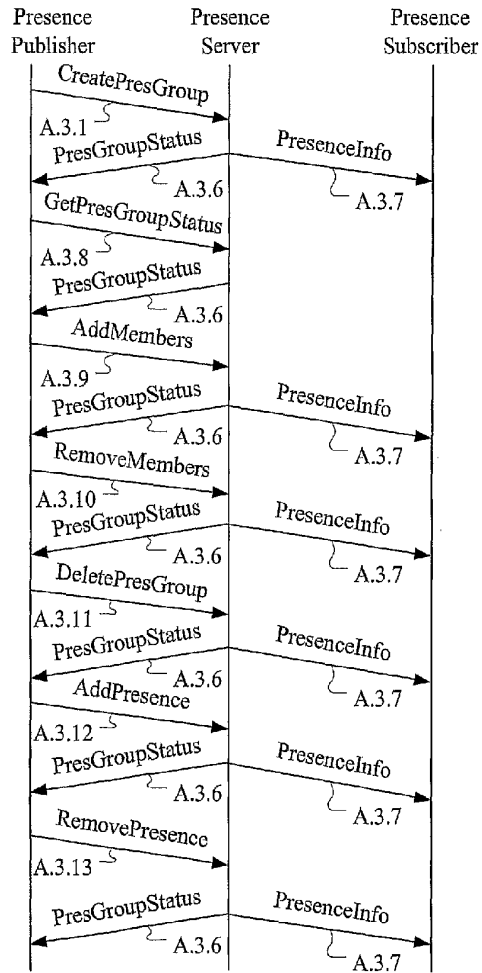 Presence
Publisher
Presence
Server
Presence
Subscriber
CreatePresGroup
A.3.1
PresGroupStatus
PresenceInfo
A.3.6
A.3.7
GetPresGroupStatus
A.3.8
PresGroupStatus
A.3.6
AddMembers
A.3.9
PresGroupStatus
PresenceInfo
A.3.6
A.3.7
RemoveMembers
A.3.10
PresGroupStatus
PresenceInfo
A.3.6
A.3.7
DeletePresGroup
A.3.11
PresGroupStatus
PresenceInfo
A.3.6
A.3.7
AddPresence
A.3.12
PresGroupStatus
PresenceInfo
A.3.6
A.3.7
RemovePresence
A.3.13
PresGroupStatus
PresenceInfo
A.3.6
A.3.7